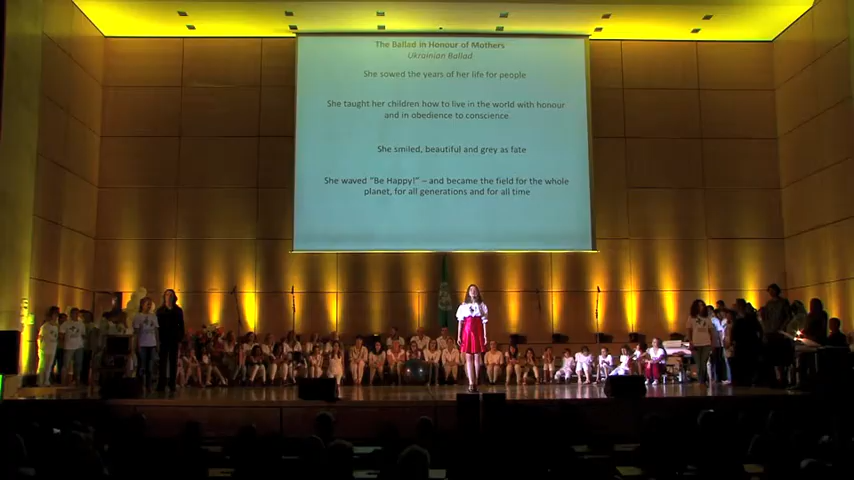 The Ballad in Honour of Mothers
Ukrainian Ballad
She sowed the years of her life for people
She taught her children how to live in the world with honour
and in obedience to conscience.
She smiled, beautiful and grey as fate
She waved "Be Happy!" – and became the field for the whole
planet, for all generations and for all time